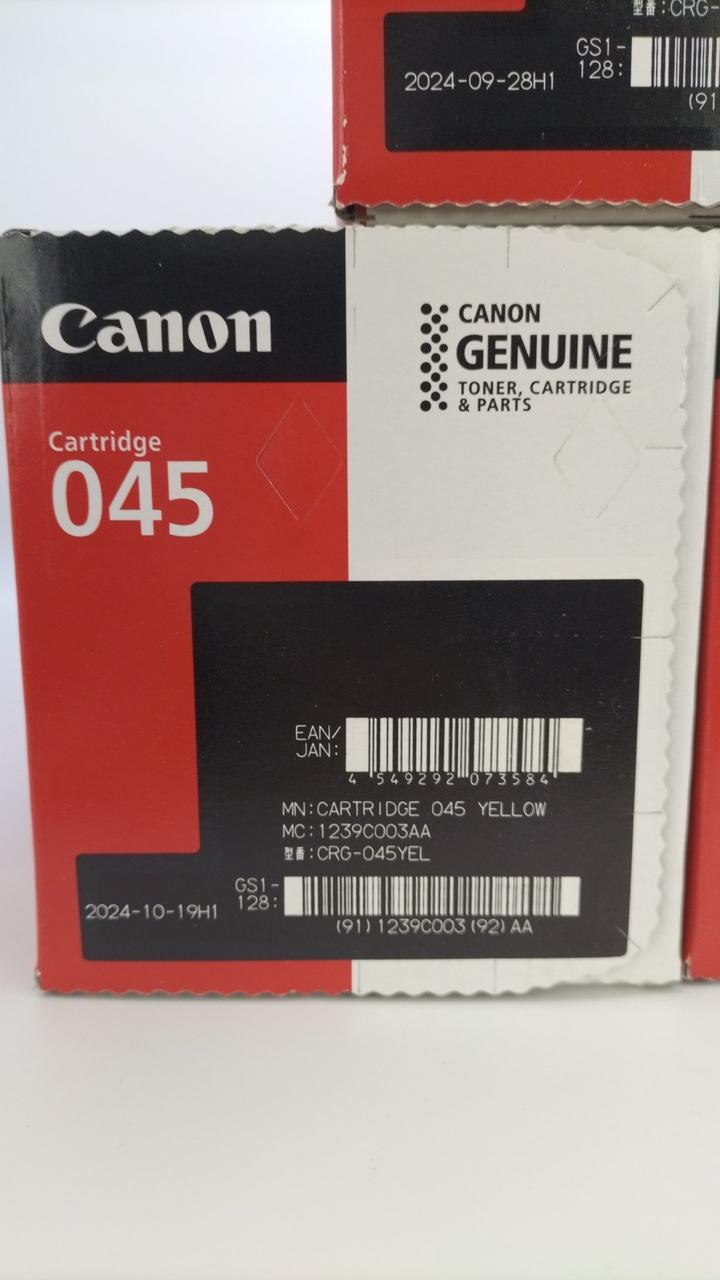 型番:CRG-
GS1-
128:
2024-09-28H1
(91
Canon
CANON
GENUINE
TONER, CARTRIDGE
& PARTS
Cartridge
045
EAN/
JAN:
4 549292 073584
MN:CARTRIDGE 045 YELLOW
MC:1239C003AA
型番:CRG-045YEL
GS1-
128:
2024-10-19H1
(91)1239C003(92)AA